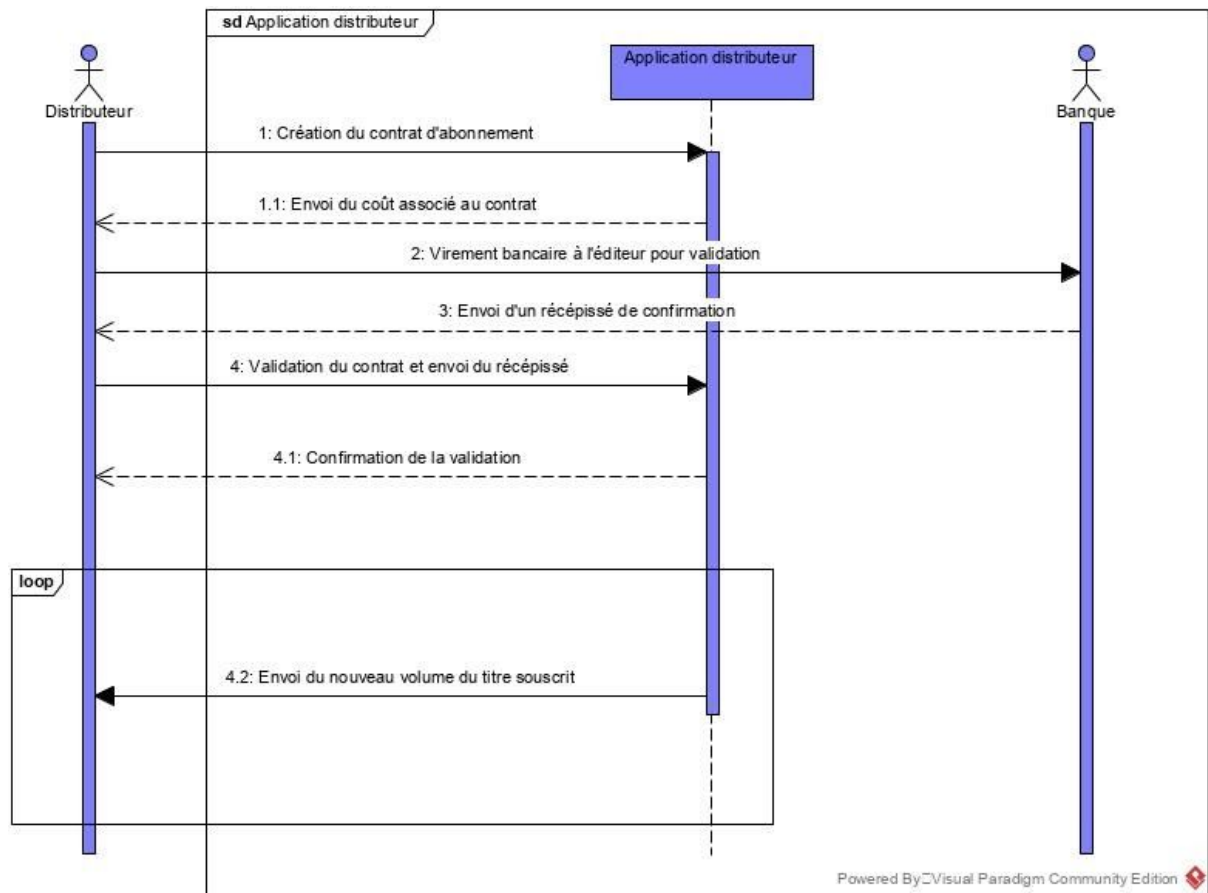 sd Application distributeur
Application distributeur
Distributeur
Banque
1: Création du contrat d'abonnement
1.1: Envoi du coût associé au contrat
2: Virement bancaire à l'éditeur pour validation
3: Envoi d'un récépissé de confirmation
4: Validation du contrat et envoi du récépissé
4.1: Confirmation de la validation
loop
4.2: Envoi du nouveau volume du titre souscrit
Powered By Visual Paradigm Community Edition